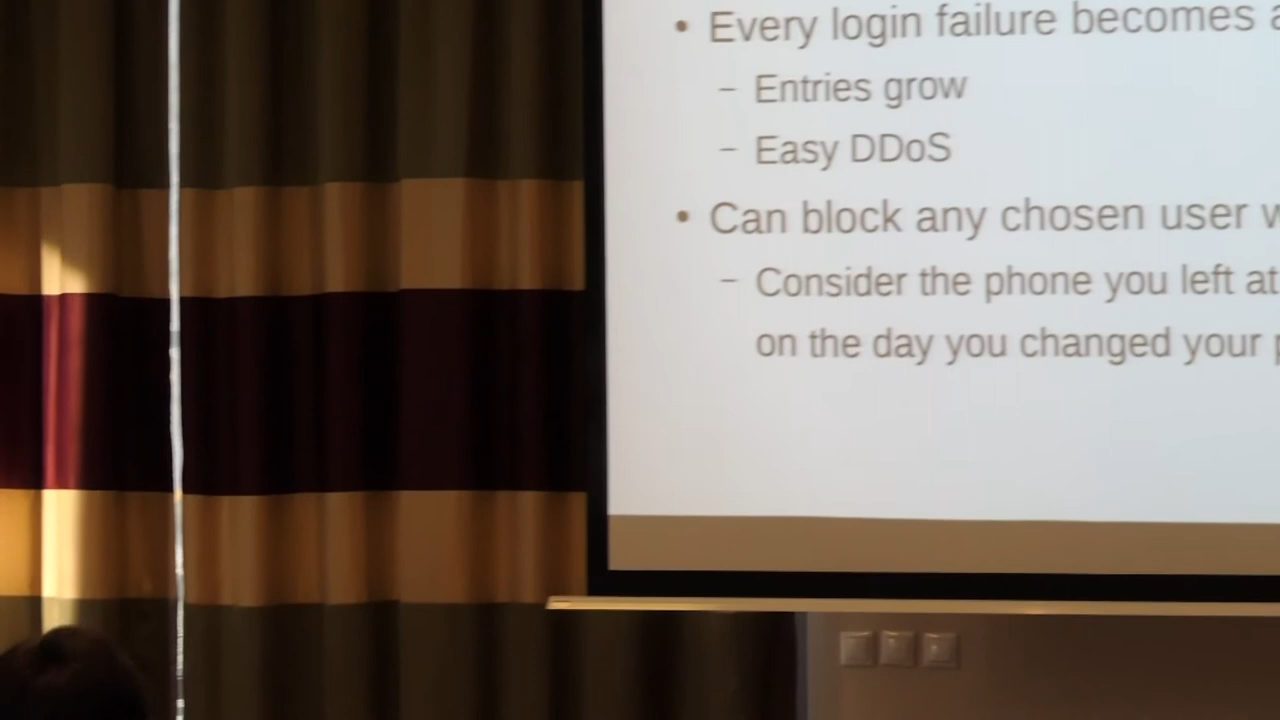 • Every login failure becomes
– Entries grow
– Easy DDoS
• Can block any chosen user
– Consider the phone you left at
on the day you changed your